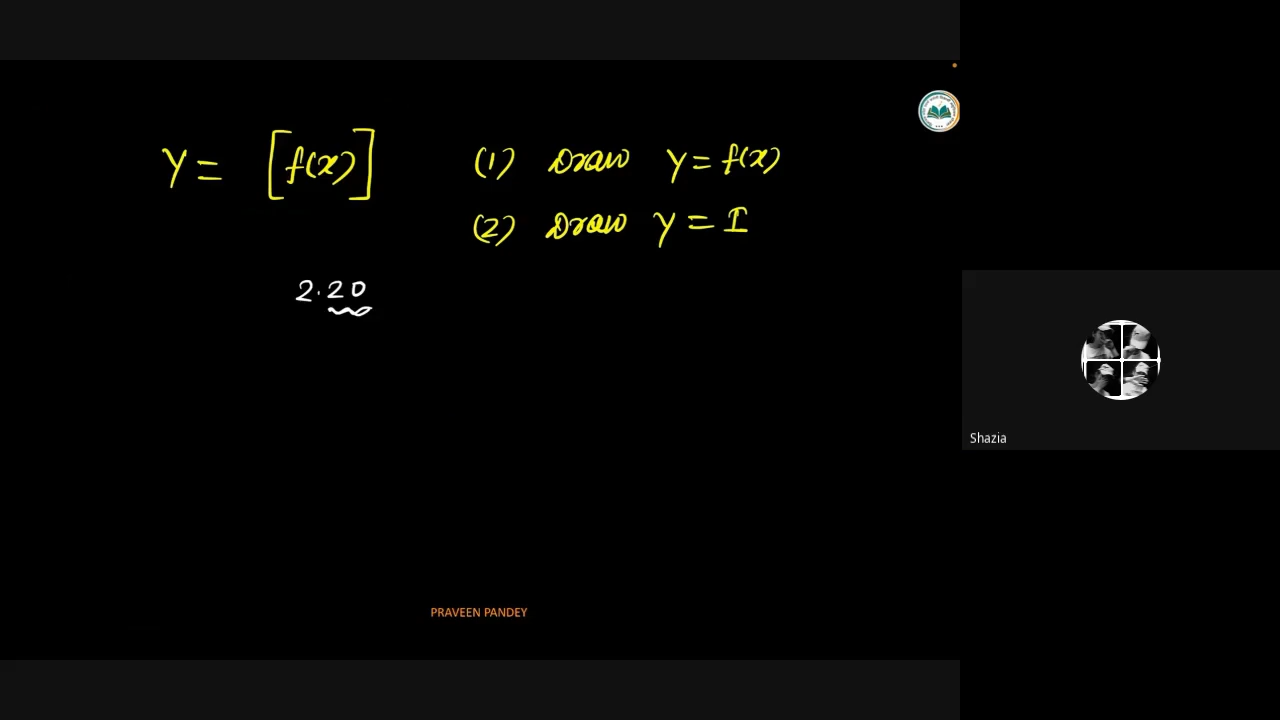 Y = [f(x)]
(1) Draw y = f(x)
(2) Draw y = I
2.20
Shazia
PRAVEEN PANDEY